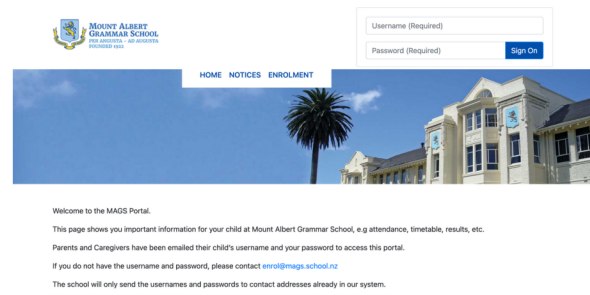 MOUNT ALBERT
GRAMMAR SCHOOL
PER ANGUSTA - AD AUGUSTA
FOUNDED 1922
Username (Required)
Password (Required)
Sign On
HOME NOTICES ENROLMENT
Welcome to the MAGS Portal.
This page shows you important information for your child at Mount Albert Grammar School, e.g attendance, timetable, results, etc.
Parents and Caregivers have been emailed their child's username and your password to access this portal.
If you do not have the username and password, please contact enrol@mags.school.nz
The school will only send the usernames and passwords to contact addresses already in our system.